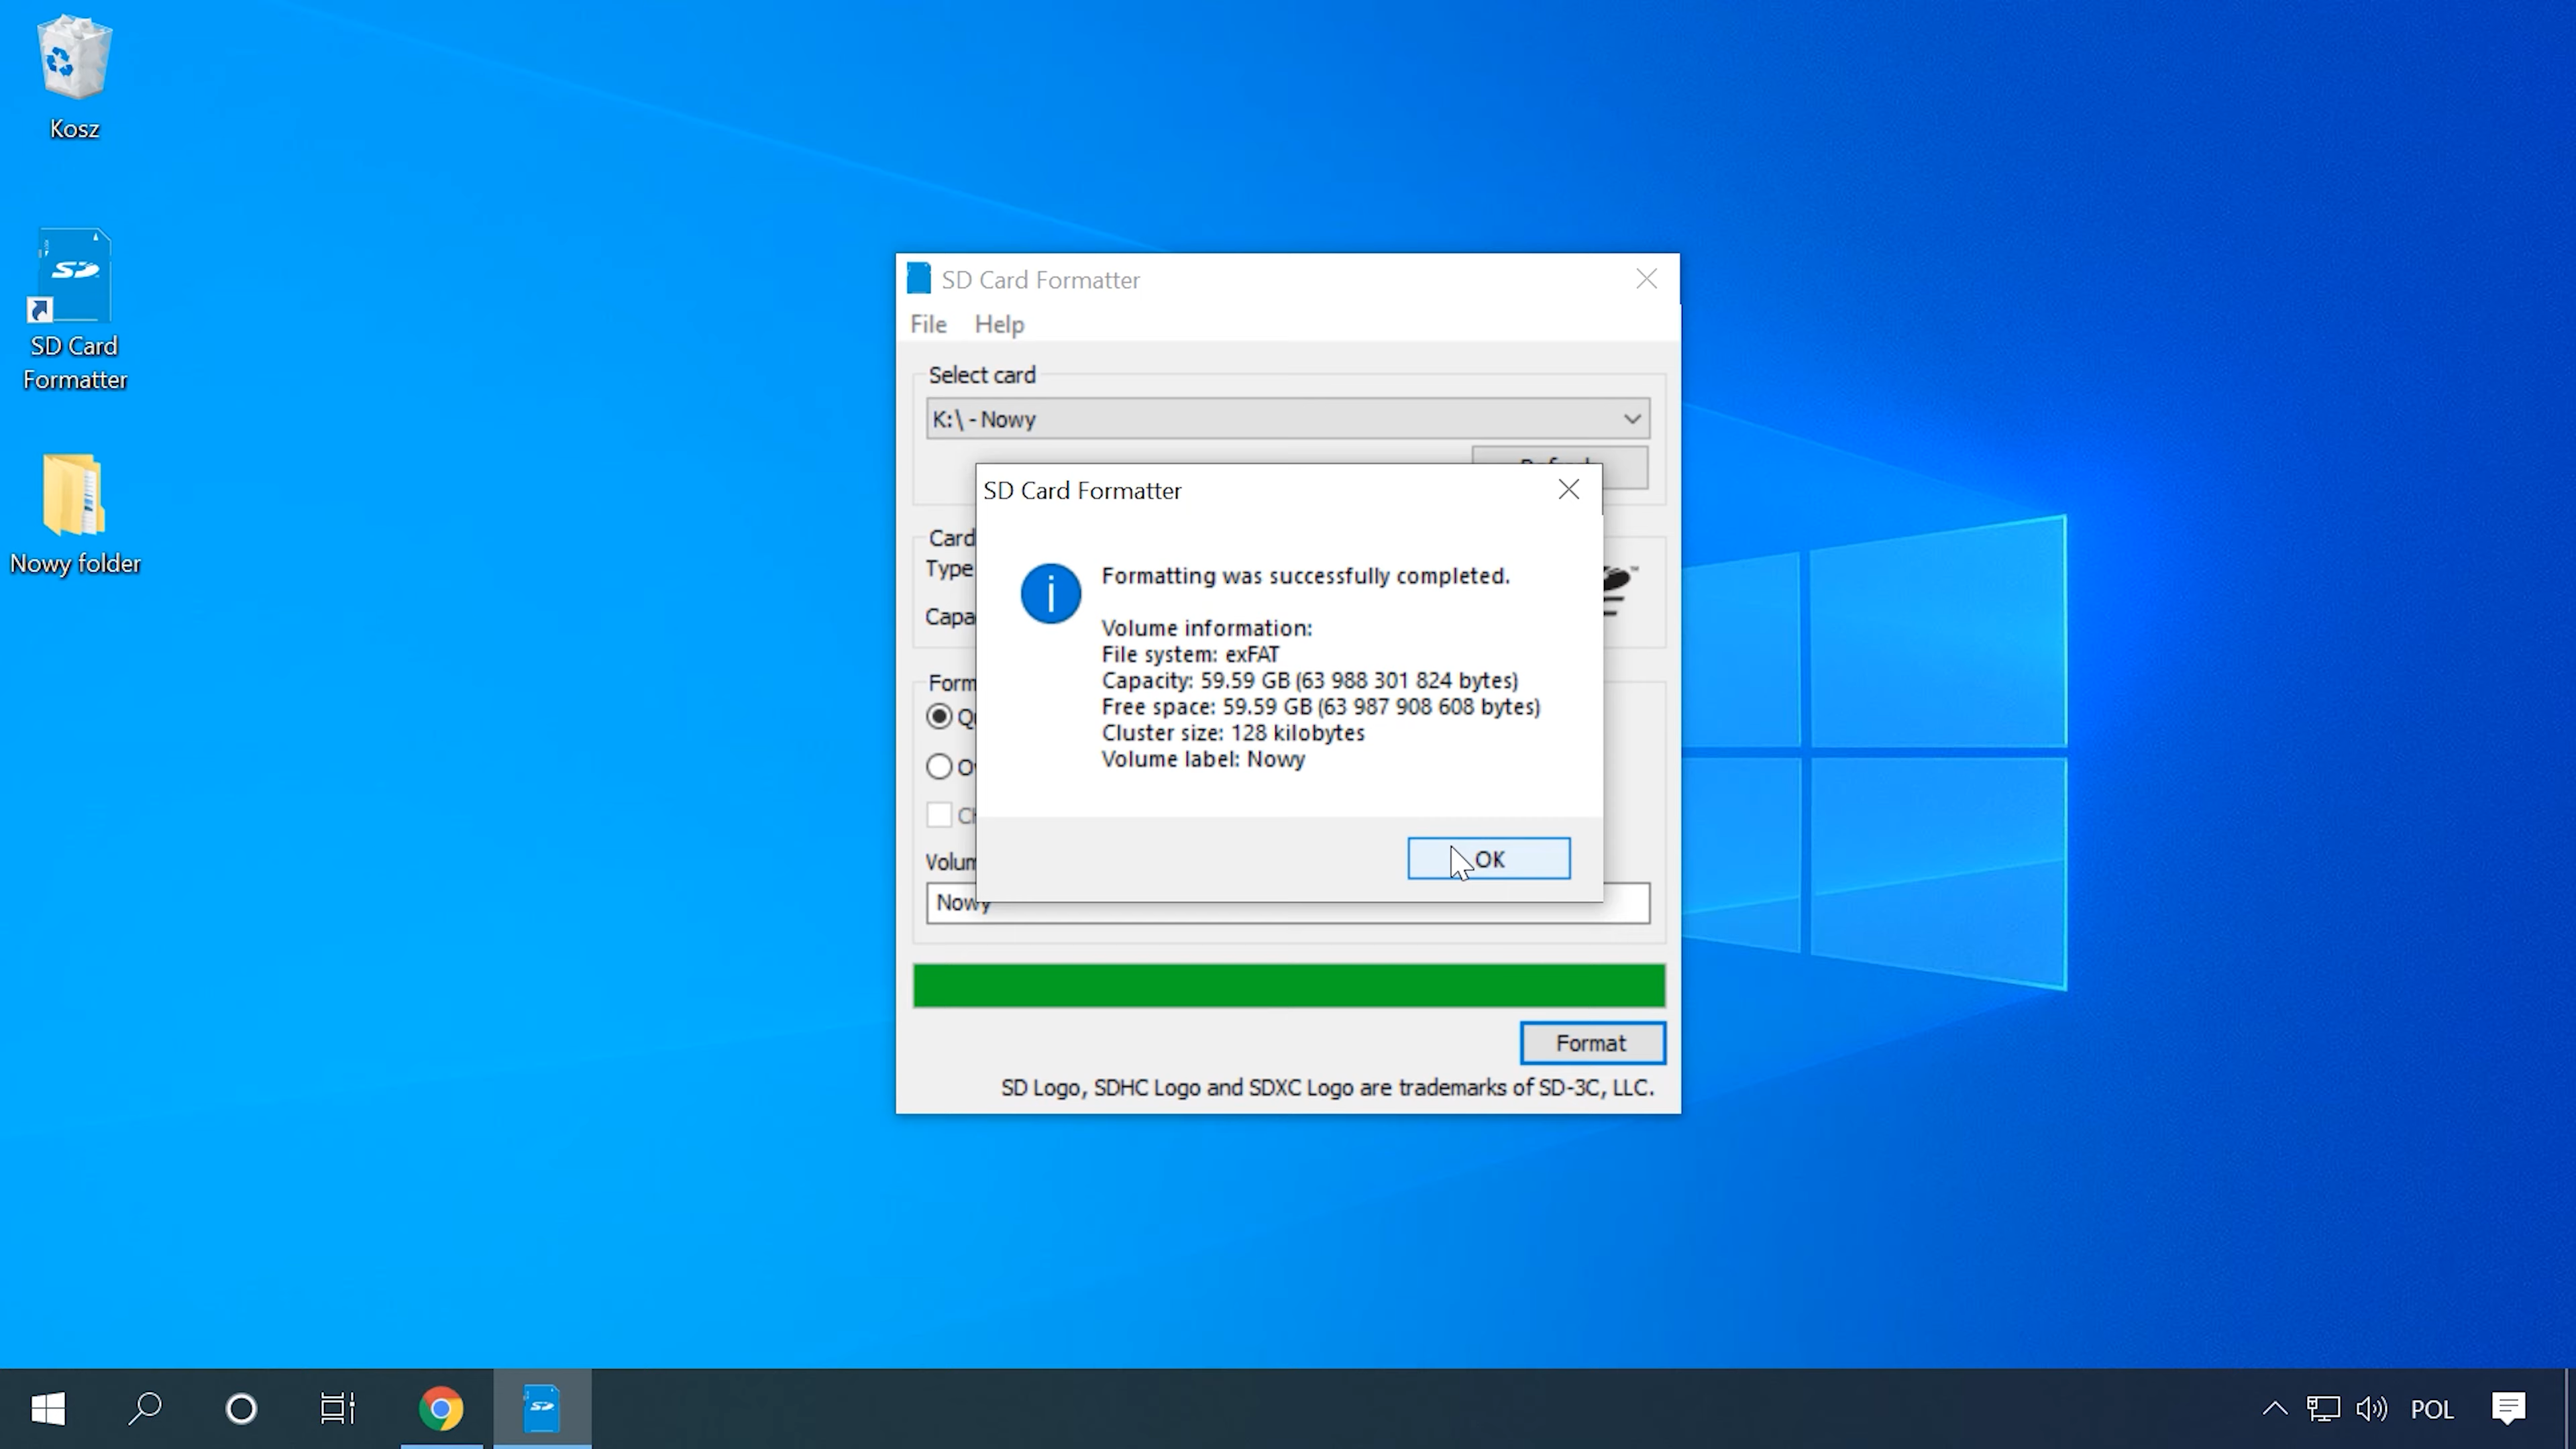 Kosz
SD Card
Formatter
Nowy folder
SD Card Formatter
File Help
Select card
K:\ - Nowy
SD Card Formatter
Card
Type
Formatting was successfully completed.
Volume information:
File system: exFAT
Capacity: 59.59 GB (63 988 301 824 bytes)
Free space: 59.59 GB (63 987 908 608 bytes)
Cluster size: 128 kilobytes
Volume label: Nowy
OK
Nowy
Format
SD Logo, SDHC Logo and SDXC Logo are trademarks of SD-3C, LLC.
POL